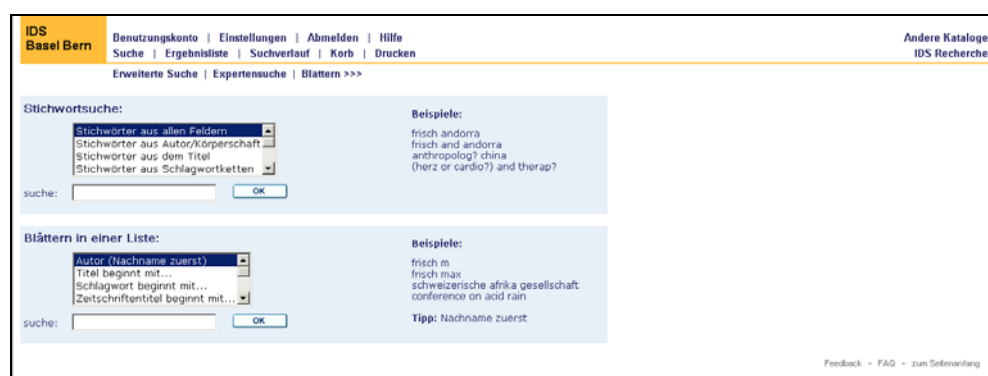 IDS
Basel Bern
Benutzungskonto | Einstellungen | Abmelden | Hilfe
Suche | Ergebnisliste | Suchverlauf | Korb | Drucken
Andere Kataloge
IDS Recherche
Erweiterte Suche | Expertensuche | Blättern >>>
Stichwortsuche:
Stichwörter aus allen Feldern
Stichwörter aus Autor/Körperschaft
Stichwörter aus dem Titel
Stichwörter aus Schlagwortketten
suche:
OK
Beispiele:
frisch andorra
frisch and andorra
anthropolog? china
(herz or cardio?) and therap?
Blättern in einer Liste:
Autor (Nachname zuerst)
Titel beginnt mit...
Schlagwort beginnt mit...
Zeitschriftentitel beginnt mit...
suche:
OK
Beispiele:
frisch m
frisch max
schweizerische afrika gesellschaft
conference on acid rain
Tipp: Nachname zuerst
Feedback - FAQ - zum Seitenanfang